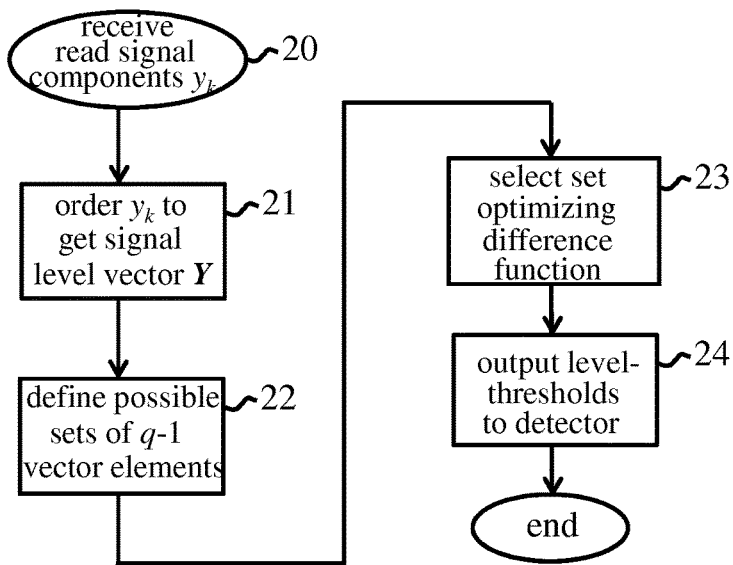 receive
read signal
components yk
20
order yk to
get signal
level vector Y
21
define possible
sets of q-1
vector elements
22
select set
optimizing
difference
function
23
output level-
thresholds
to detector
24
end